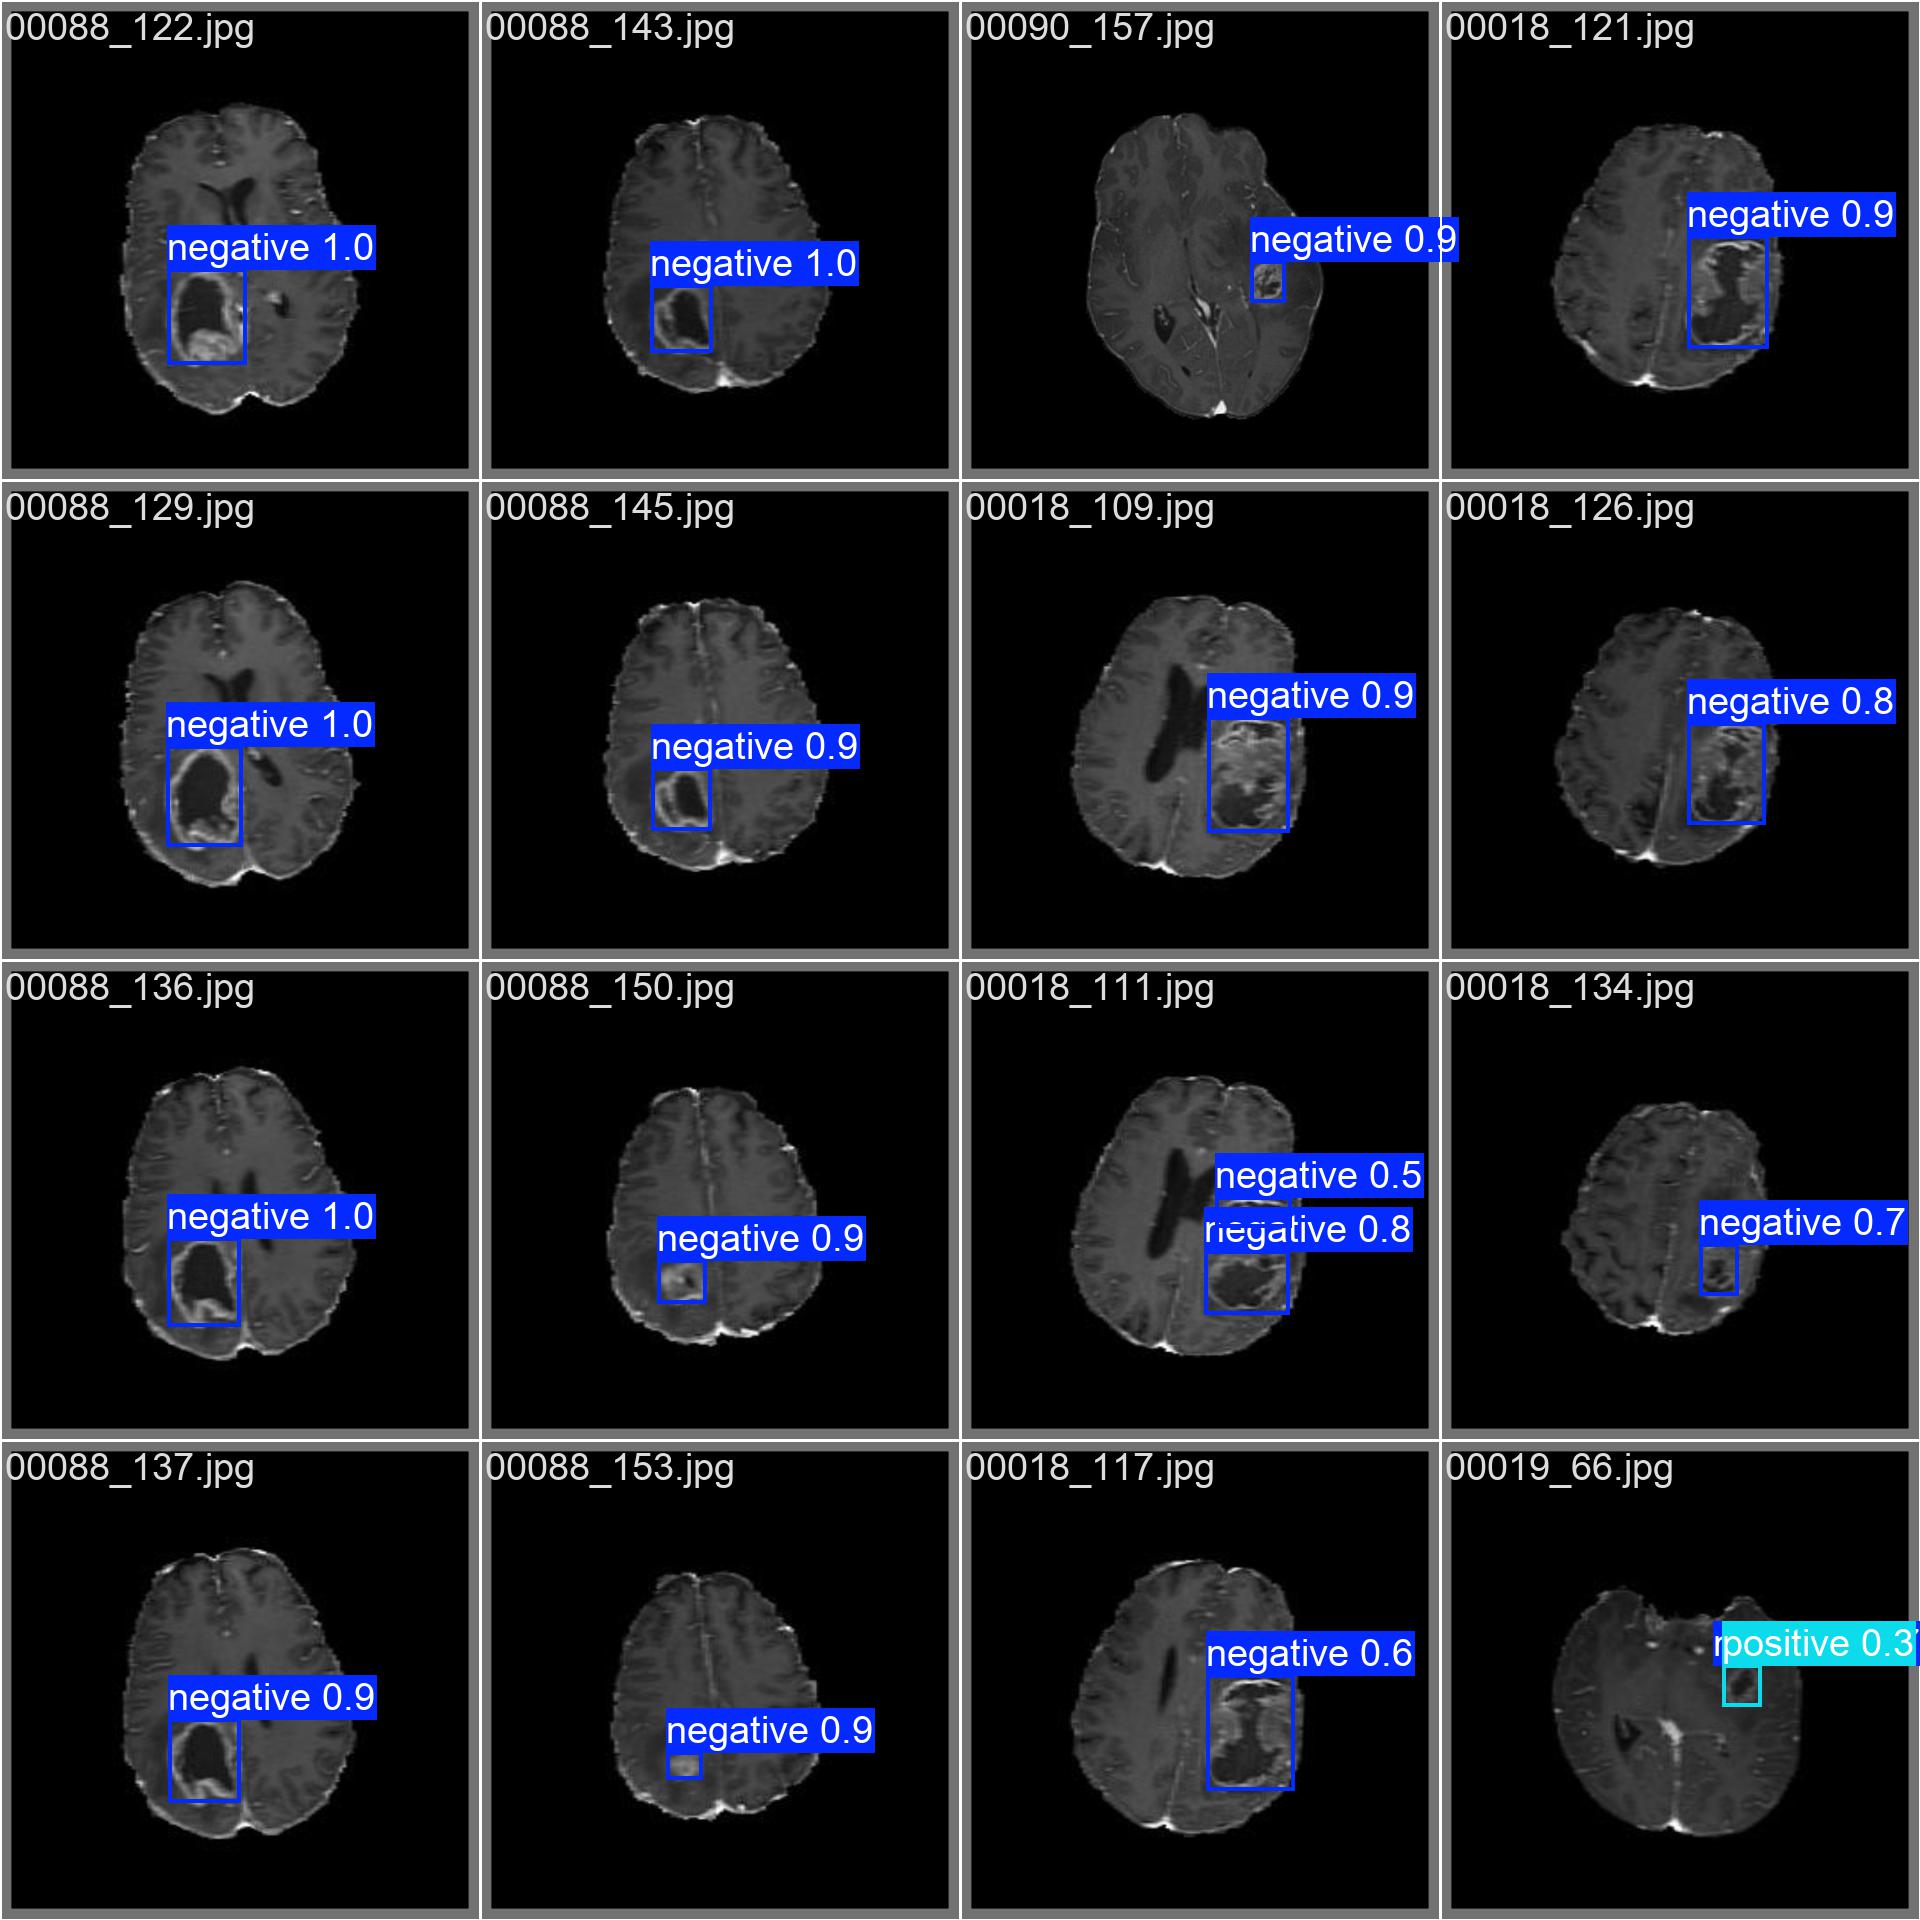 00088_122.jpg
negative 1.0
00088_143.jpg
negative 1.0
00090_157.jpg
negative 0.9
00018_121.jpg
negative 0.9
00088_129.jpg
negative 1.0
00088_145.jpg
negative 0.9
00018_109.jpg
negative 0.9
00018_126.jpg
negative 0.8
00088_136.jpg
negative 1.0
00088_150.jpg
negative 0.9
00018_111.jpg
negative 0.5
negative 0.8
00018_134.jpg
negative 0.7
00088_137.jpg
negative 0.9
00088_153.jpg
negative 0.9
00018_117.jpg
negative 0.6
00019_66.jpg
positive 0.3